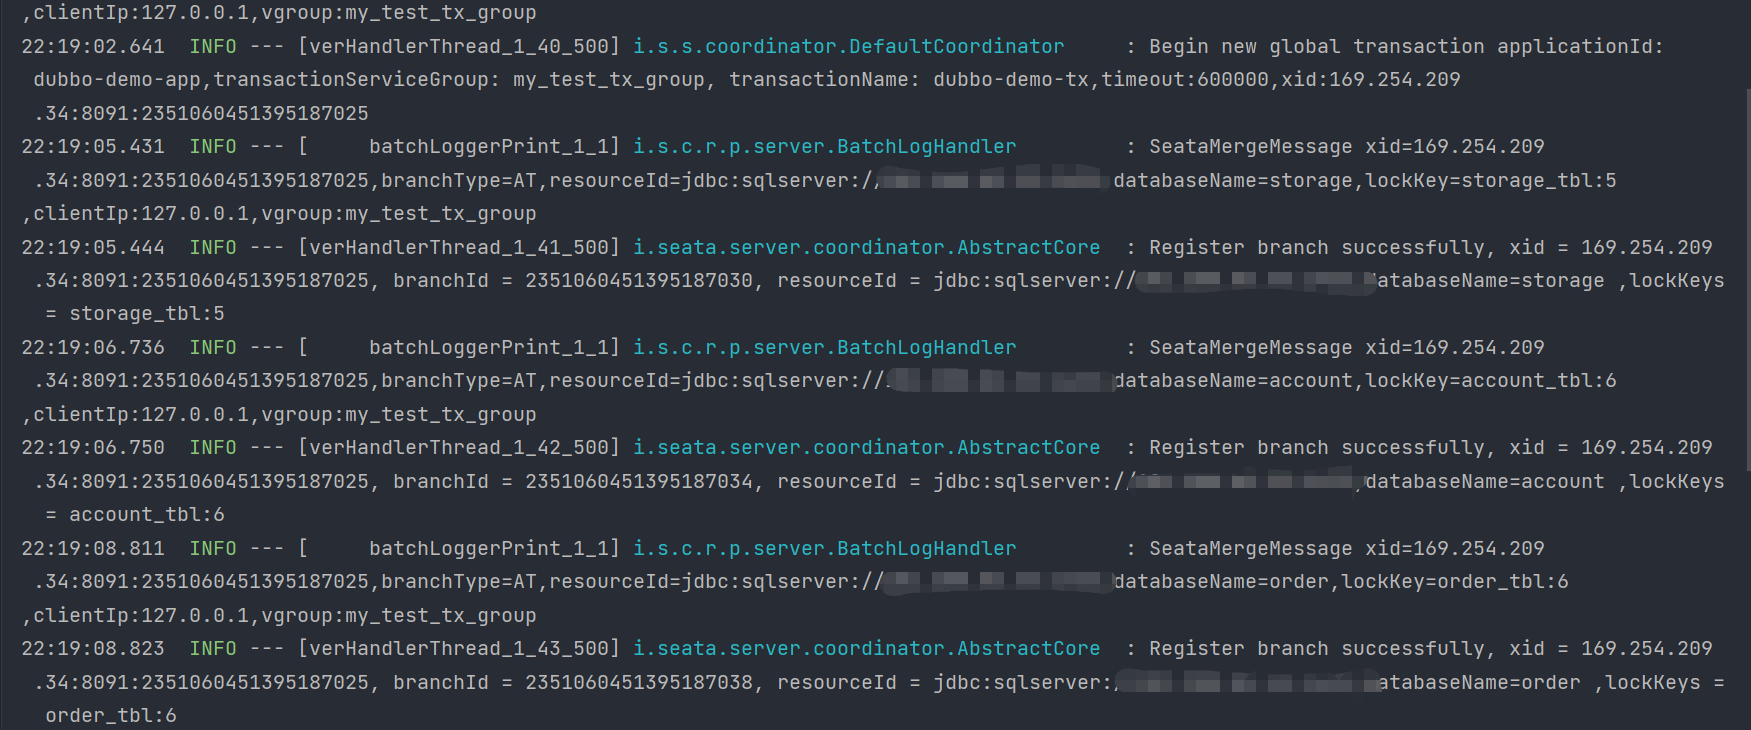 ,clientIp:127.0.0.1,vgroup:my_test_tx_group
22:19:02.641  INFO --- [verHandlerThread_1_40_500] i.s.s.coordinator.DefaultCoordinator     : Begin new global transaction applicationId:
dubbo-demo-app,transactionServiceGroup: my_test_tx_group, transactionName: dubbo-demo-tx,timeout:600000,xid:169.254.209
.34:8091:2351060451395187025
22:19:05.431  INFO --- [     batchLoggerPrint_1_1] i.s.c.r.p.server.BatchLogHandler         : SeataMergeMessage xid=169.254.209
.34:8091:2351060451395187025,branchType=AT,resourceId=jdbc:sqlserver:// databaseName=storage,lockKey=storage_tbl:5
,clientIp:127.0.0.1,vgroup:my_test_tx_group
22:19:05.444  INFO --- [verHandlerThread_1_41_500] i.seata.server.coordinator.AbstractCore  : Register branch successfully, xid = 169.254.209
.34:8091:2351060451395187025, branchId = 2351060451395187030, resourceId = jdbc:sqlserver:// atabaseName=storage ,lockKeys
= storage_tbl:5
22:19:06.736  INFO --- [     batchLoggerPrint_1_1] i.s.c.r.p.server.BatchLogHandler         : SeataMergeMessage xid=169.254.209
.34:8091:2351060451395187025,branchType=AT,resourceId=jdbc:sqlserver:// databaseName=account,lockKey=account_tbl:6
,clientIp:127.0.0.1,vgroup:my_test_tx_group
22:19:06.750  INFO --- [verHandlerThread_1_42_500] i.seata.server.coordinator.AbstractCore  : Register branch successfully, xid = 169.254.209
.34:8091:2351060451395187025, branchId = 2351060451395187034, resourceId = jdbc:sqlserver:// databaseName=account ,lockKeys
= account_tbl:6
22:19:08.811  INFO --- [     batchLoggerPrint_1_1] i.s.c.r.p.server.BatchLogHandler         : SeataMergeMessage xid=169.254.209
.34:8091:2351060451395187025,branchType=AT,resourceId=jdbc:sqlserver:// databaseName=order,lockKey=order_tbl:6
,clientIp:127.0.0.1,vgroup:my_test_tx_group
22:19:08.823  INFO --- [verHandlerThread_1_43_500] i.seata.server.coordinator.AbstractCore  : Register branch successfully, xid = 169.254.209
.34:8091:2351060451395187025, branchId = 2351060451395187038, resourceId = jdbc:sqlserver:/ atabaseName=order ,lockKeys =
order_tbl:6